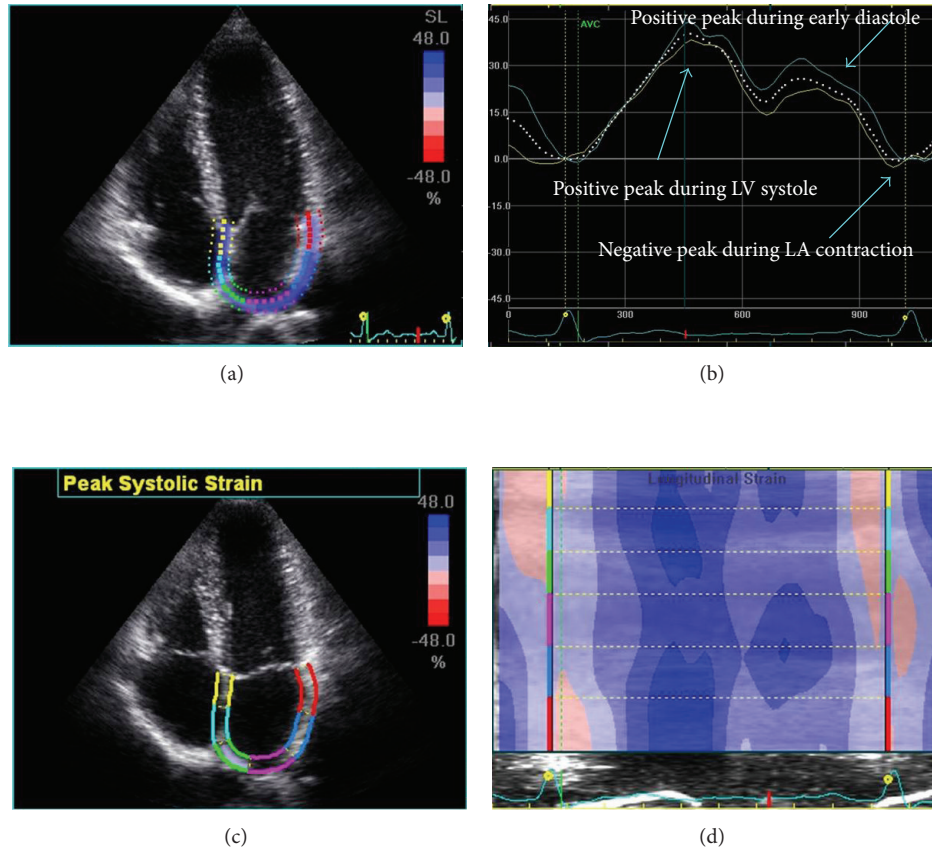 SL
48.0
-48.0
%
(a)
45.0
AVC
Positive peak during early diastole
30.0
15.0
0.0
Positive peak during LV systole
-15.0
Negative peak during LA contraction
-30.0
-45.0
0
300
600
900
(b)
Peak Systolic Strain
48.0
-48.0
%
(c)
Longitudinal Strain
(d)